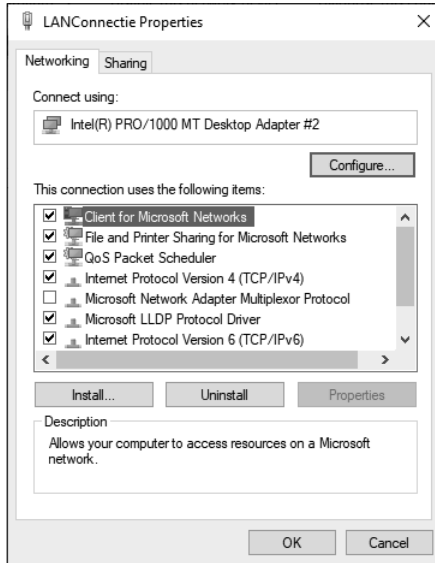 LANConnectie Properties
Networking
Sharing
Connect using:
Intel(R) PRO/1000 MT Desktop Adapter #2
Configure...
This connection uses the following items:
Client for Microsoft Networks
File and Printer Sharing for Microsoft Networks
QoS Packet Scheduler
Internet Protocol Version 4 (TCP/IPv4)
Microsoft Network Adapter Multiplexor Protocol
Microsoft LLDP Protocol Driver
Internet Protocol Version 6 (TCP/IPv6)
Install...
Uninstall
Properties
Description
Allows your computer to access resources on a Microsoft
network.
OK
Cancel